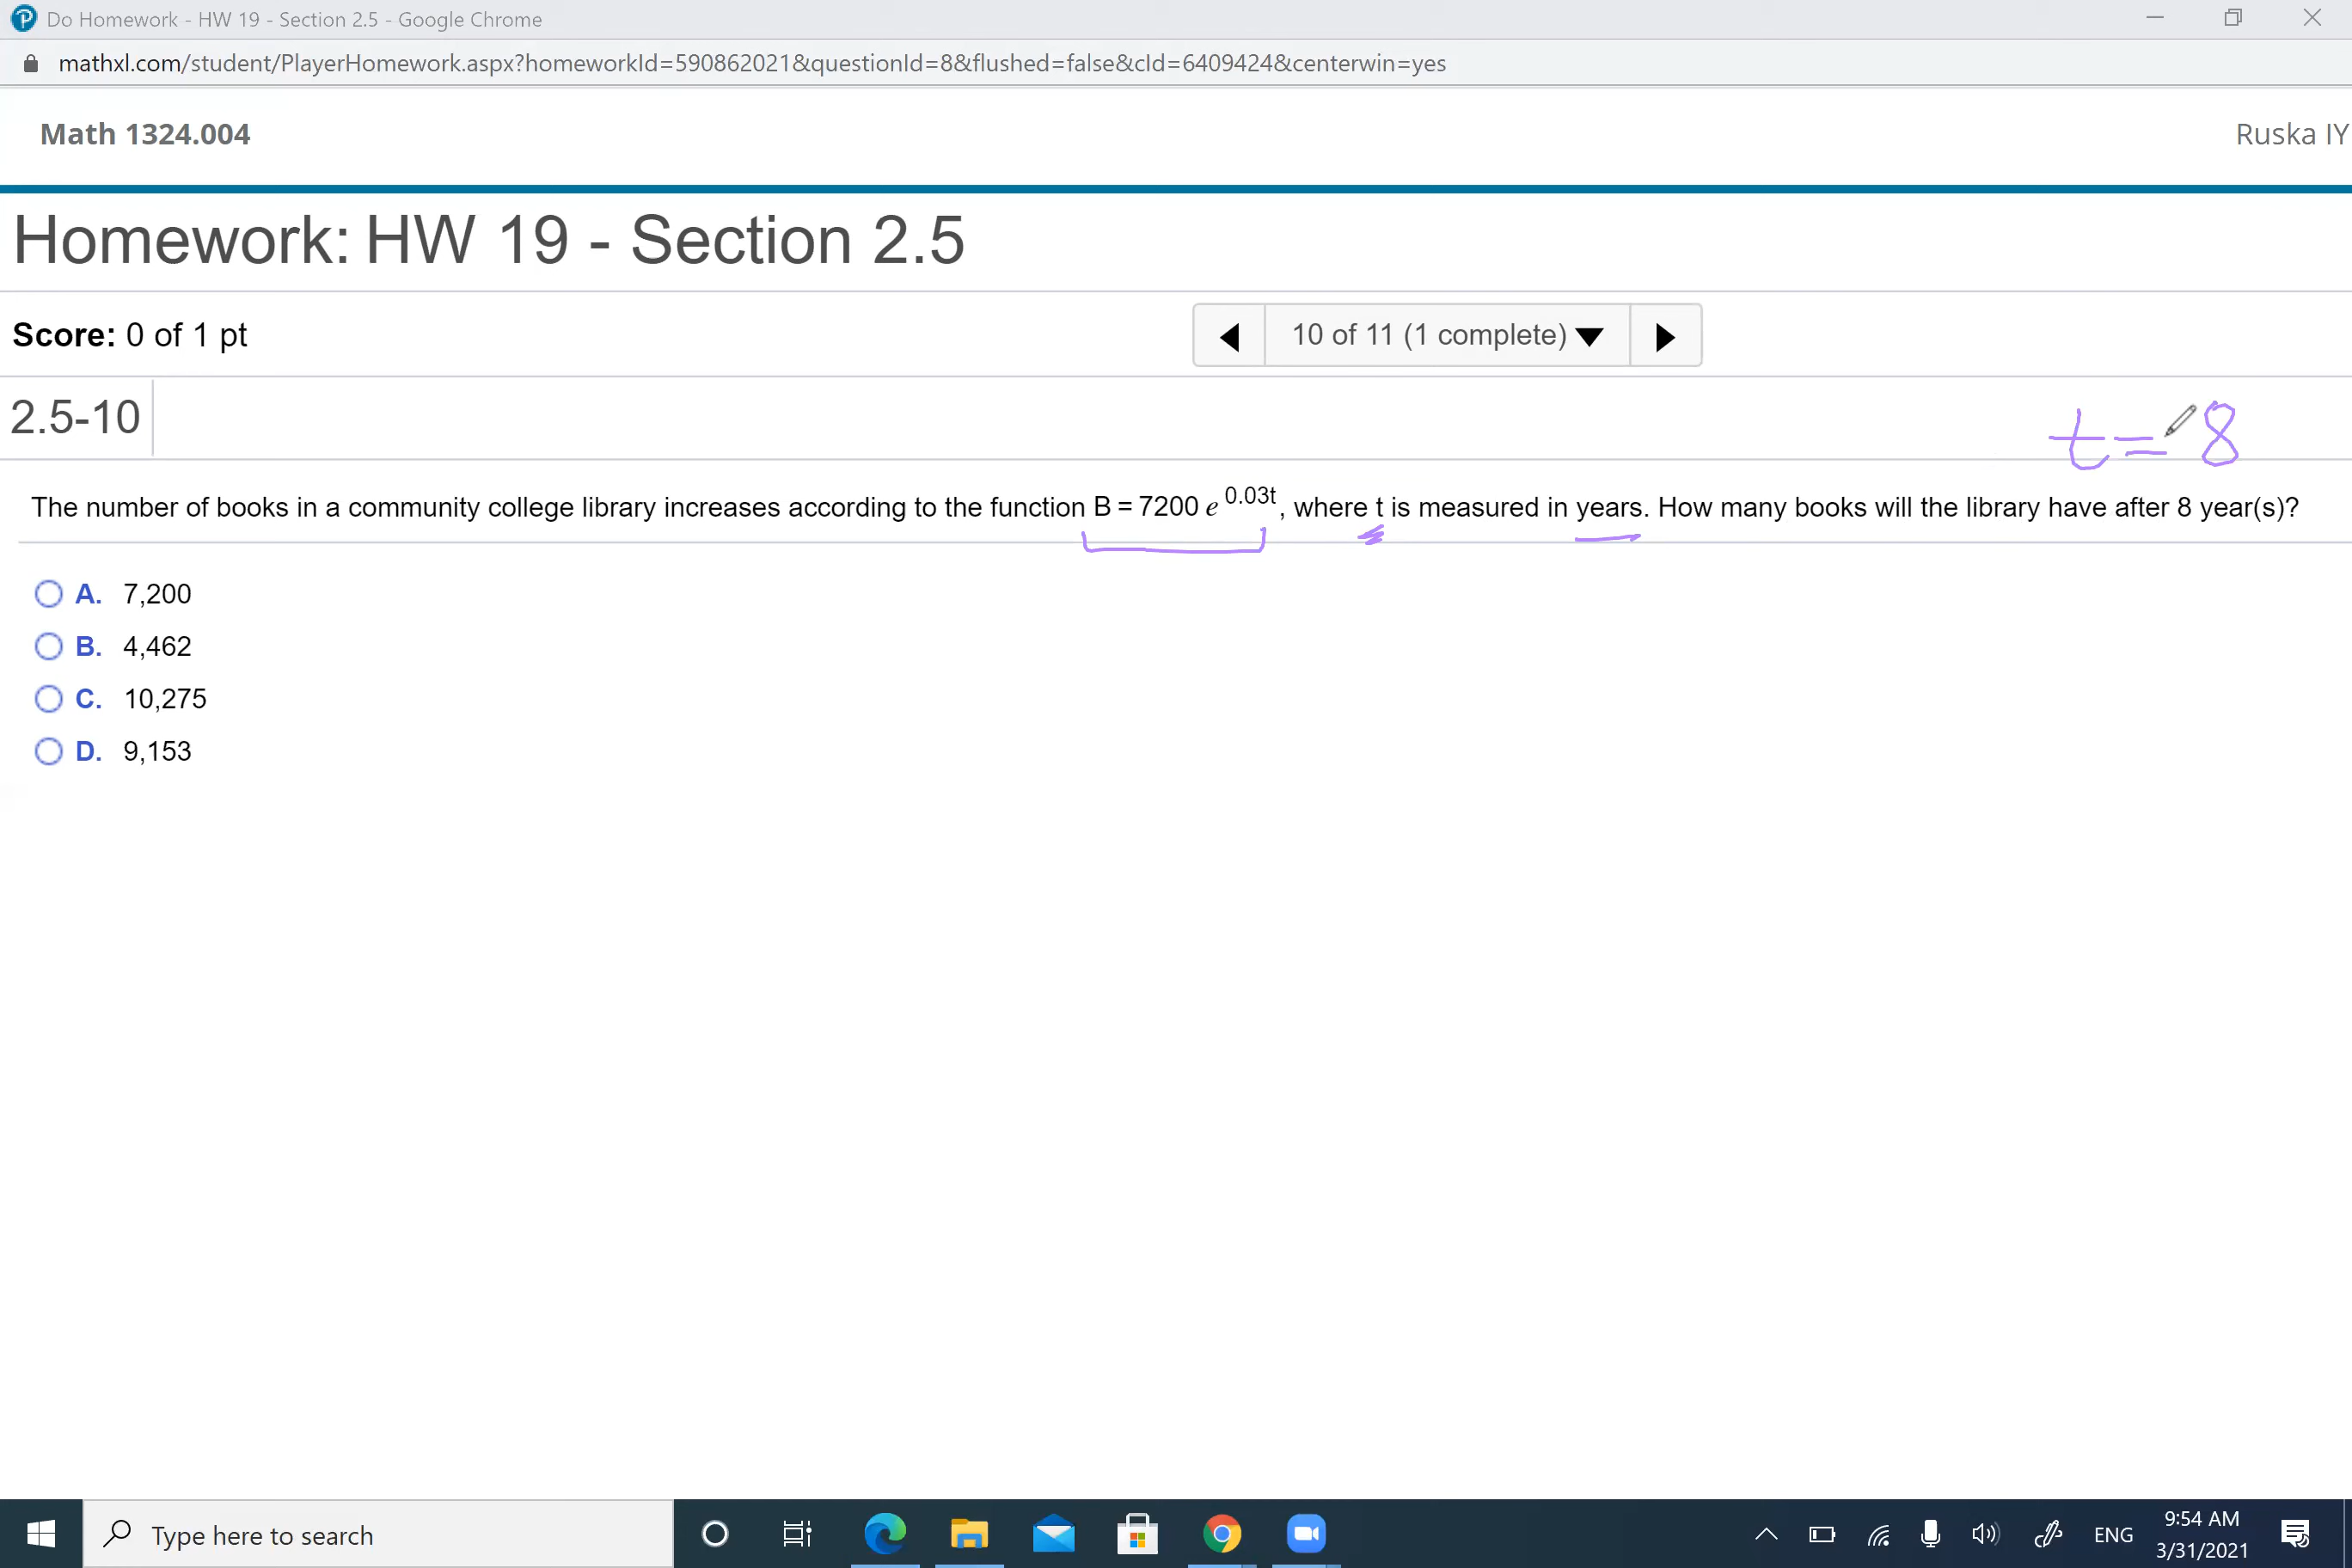 Do Homework - HW 19 - Section 2.5 - Google Chrome
mathxl.com/student/PlayerHomework.aspx?homeworkId=590862021&questionId=8&flushed=false&cId=6409424&centerwin=yes
Math 1324.004 Ruska IY
Homework: HW 19 - Section 2.5
Score: 0 of 1 pt 10 of 11 (1 complete)
2.5-10 t=8
The number of books in a community college library increases according to the function B = 7200 e^0.03t, where t is measured in years. How many books will the library have after 8 year(s)?
A. 7,200
B. 4,462
C. 10,275
D. 9,153
Type here to search ENG 9:54 AM
3/31/2021